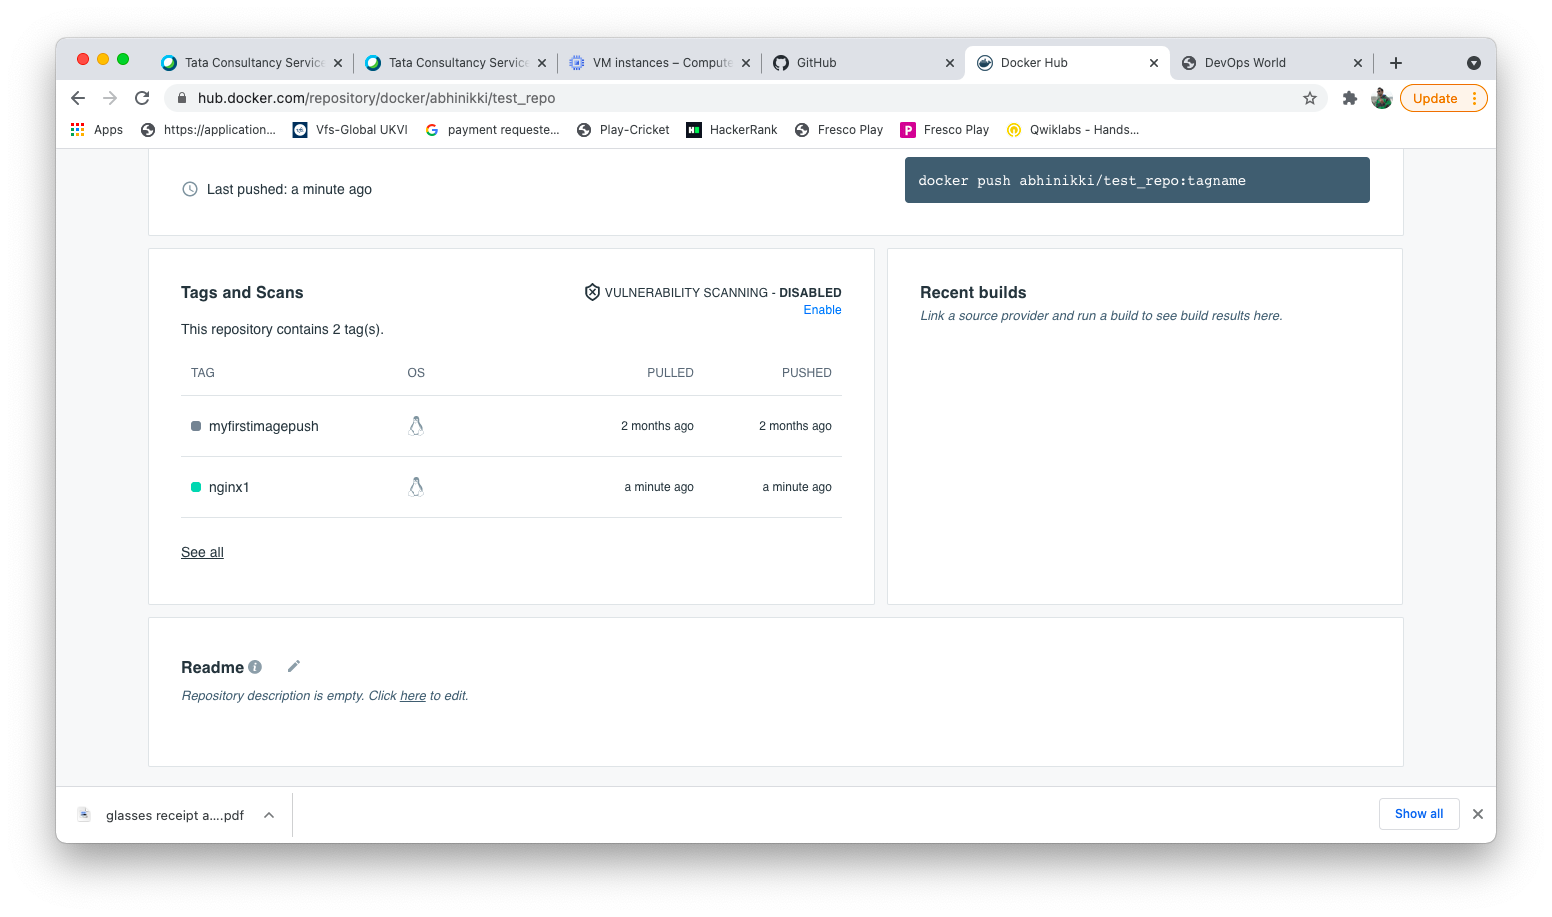 Tata Consultancy Service
Tata Consultancy Service
VM instances – Compute
GitHub
Docker Hub
DevOps World
hub.docker.com/repository/docker/abhinikki/test_repo
Update
Apps
https://application...
Vfs-Global UKVI
payment requeste...
Play-Cricket
HackerRank
Fresco Play
Fresco Play
Qwiklabs - Hands...
Last pushed: a minute ago
docker push abhinikki/test_repo:tagname
Tags and Scans
VULNERABILITY SCANNING - DISABLED
Enable
This repository contains 2 tag(s).
TAG OS PULLED PUSHED
myfirstimagepush 2 months ago 2 months ago
nginx1 a minute ago a minute ago
See all
Recent builds
Link a source provider and run a build to see build results here.
Readme
Repository description is empty. Click here to edit.
glasses receipt a....pdf
Show all